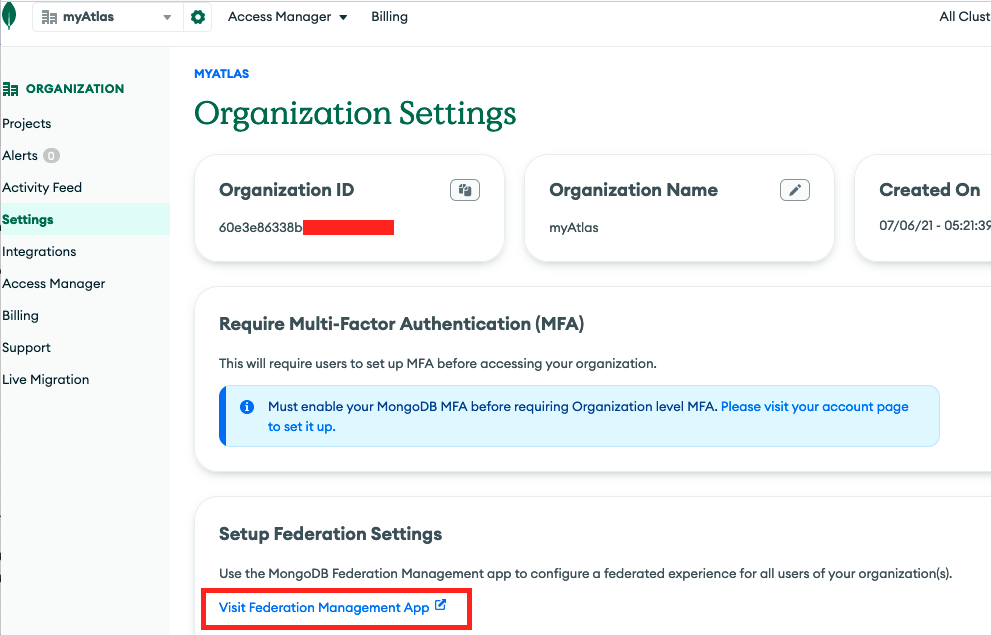 myAtlas
Access Manager
Billing
All Clust
ORGANIZATION
Projects
Alerts 0
Activity Feed
Settings
Integrations
Access Manager
Billing
Support
Live Migration
MYATLAS
Organization Settings
Organization ID
60e3e86338b
Organization Name
myAtlas
Created On
07/06/21 - 05:21:39
Require Multi-Factor Authentication (MFA)
This will require users to set up MFA before accessing your organization.
Must enable your MongoDB MFA before requiring Organization level MFA. Please visit your account page
to set it up.
Setup Federation Settings
Use the MongoDB Federation Management app to configure a federated experience for all users of your organization(s).
Visit Federation Management App